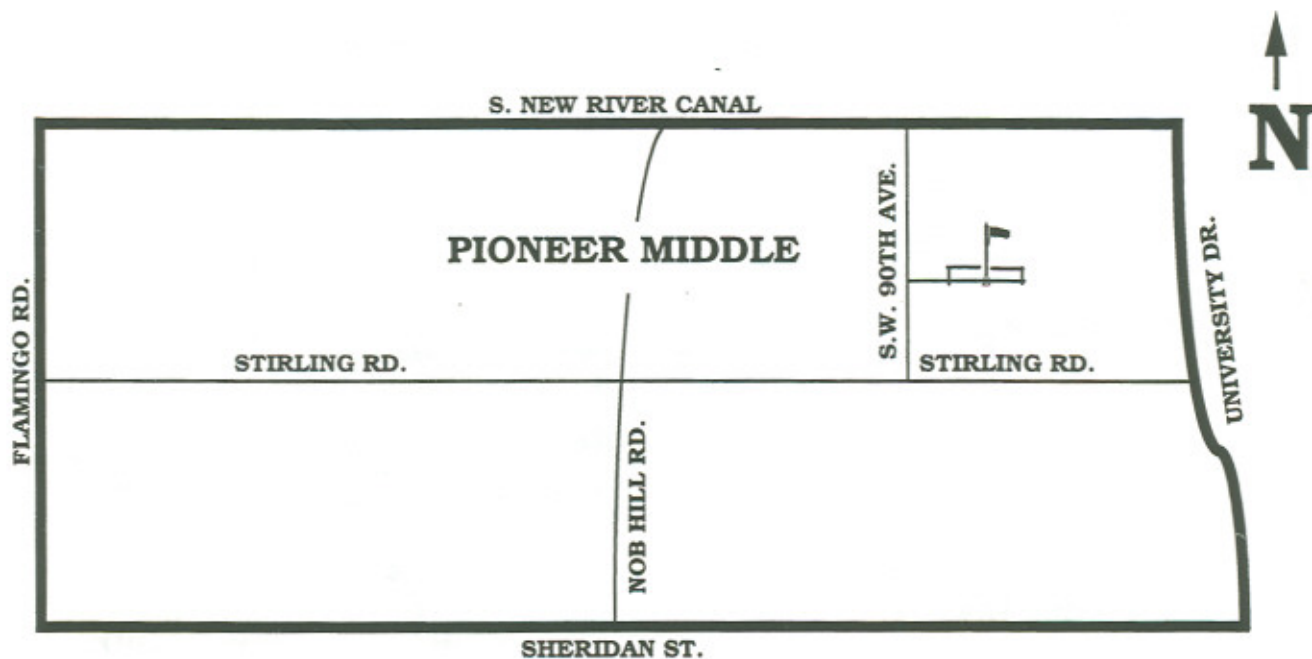 S. NEW RIVER CANAL
N
PIONEER MIDDLE
S.W. 90TH AVE.
FLAMINGO RD.
UNIVERSITY DR.
STIRLING RD.
STIRLING RD.
NOB HILL RD.
SHERIDAN ST.